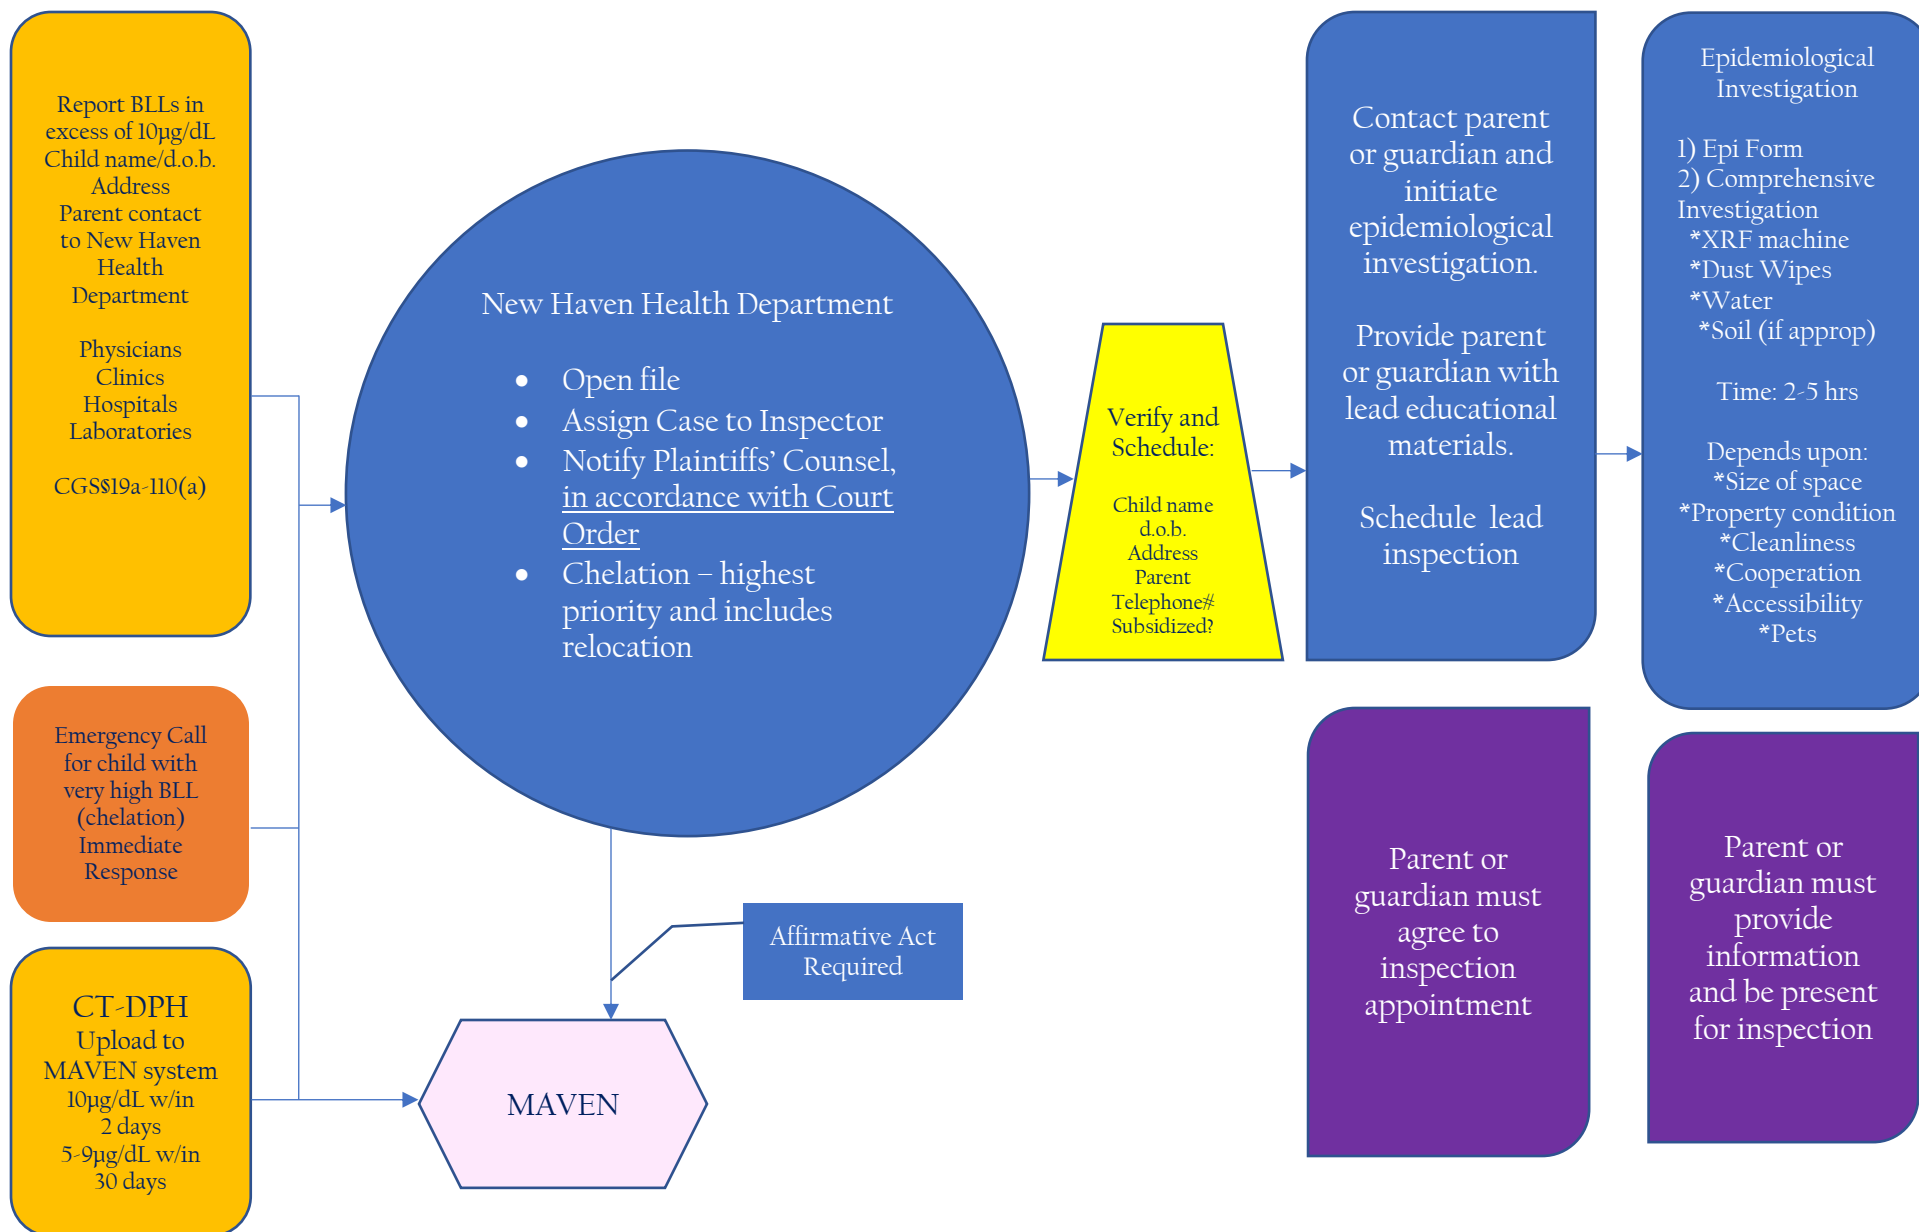 Report BLLs in
excess of 10µg/dL
Child name/d.o.b.
Address
Parent contact
to New Haven
Health
Department
Physicians
Clinics
Hospitals
Laboratories
CGS§19a-110(a)
Emergency Call
for child with
very high BLL
(chelation)
Immediate
Response
CT-DPH
Upload to
MAVEN system
10µg/dL w/in
2 days
5-9µg/dL w/in
30 days
New Haven Health Department
• Open file
• Assign Case to Inspector
• Notify Plaintiffs’ Counsel,
in accordance with Court
Order
• Chelation – highest
priority and includes
relocation
Affirmative Act
Required
MAVEN
Verify and
Schedule:
Child name
d.o.b.
Address
Parent
Telephone#
Subsidized?
Contact parent
or guardian and
initiate
epidemiological
investigation.
Provide parent
or guardian with
lead educational
materials.
Schedule lead
inspection
Parent or
guardian must
agree to
inspection
appointment
Epidemiological
Investigation
1) Epi Form
2) Comprehensive
Investigation
*XRF machine
*Dust Wipes
*Water
*Soil (if approp)
Time: 2-5 hrs
Depends upon:
*Size of space
*Property condition
*Cleanliness
*Cooperation
*Accessibility
*Pets
Parent or
guardian must
provide
information
and be present
for inspection